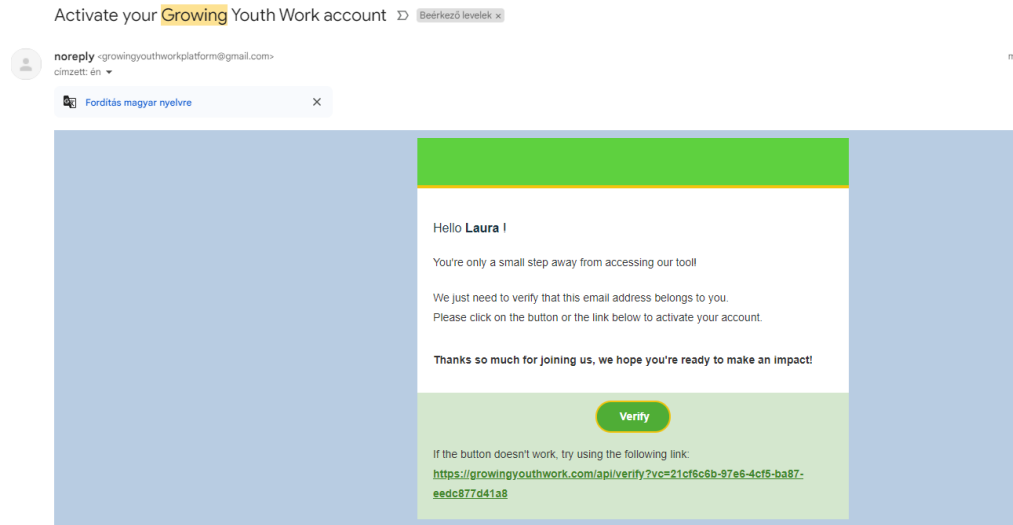 Activate your Growing Youth Work account Beérkező levelek ×
noreply <growingyouthworkplatform@gmail.com>
címzett: én
Fordítás magyar nyelvre
Hello Laura !
You're only a small step away from accessing our tool!
We just need to verify that this email address belongs to you.
Please click on the button or the link below to activate your account.
Thanks so much for joining us, we hope you're ready to make an impact!
Verify
If the button doesn't work, try using the following link:
https://growingyouthwork.com/api/verify?vc=21cf6c6b-97e6-4cf5-ba87-
eedc877d41a8